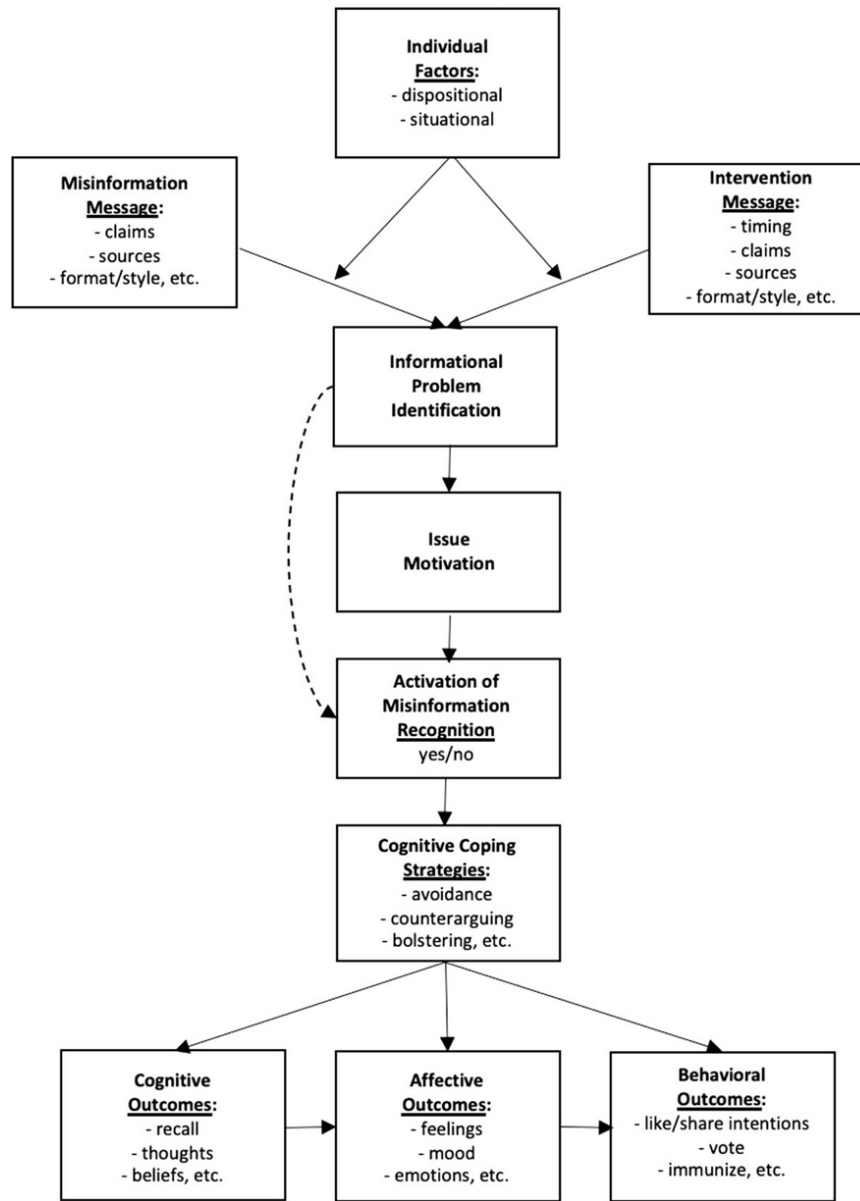 Individual
Factors:
- dispositional
- situational
Misinformation
Message:
- claims
- sources
- format/style, etc.
Intervention
Message:
- timing
- claims
- sources
- format/style, etc.
Informational
Problem
Identification
Issue
Motivation
Activation of
Misinformation
Recognition
yes/no
Cognitive Coping
Strategies:
- avoidance
- counterarguing
- bolstering, etc.
Cognitive
Outcomes:
- recall
- thoughts
- beliefs, etc.
Affective
Outcomes:
- feelings
- mood
- emotions, etc.
Behavioral
Outcomes:
- like/share intentions
- vote
- immunize, etc.